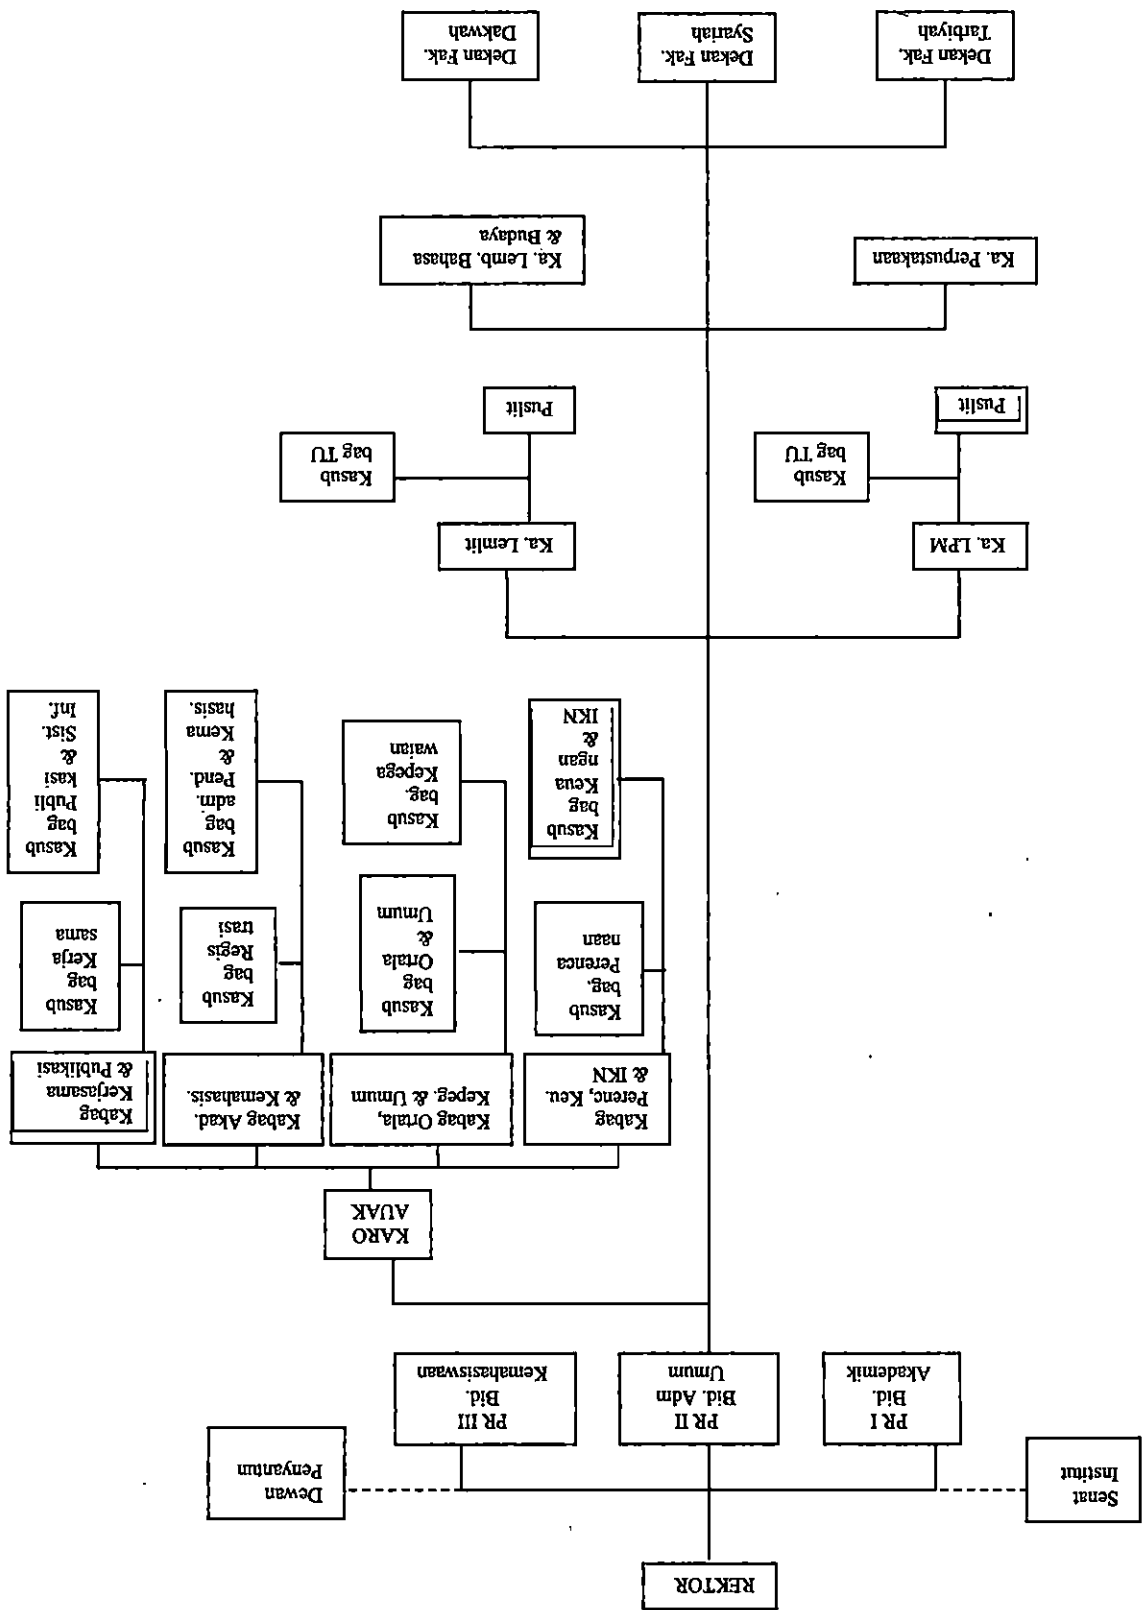 REKTOR
Senat
Institut
Dewan
Penyantun
PR I
Bid.
Akademik
PR II
Bid. Adm
Umum
PR III
Bid.
Kemahasiswaan
KARO
AUAK
Kabag
Perenc, Keu.
& IKN
Kabag Ortala,
Kepeg. & Umum
Kabag Akad.
& Kemahasis.
Kabag
Kerjasama
& Publikasi
Kasub
bag.
Perenca
naan
Kasub
bag
Ortala
&
Umum
Kasub
bag
Regis
trasi
Kasub
bag
Kerja
sama
Kasub
bag
Keua
ngan
&
IKN
Kasub
bag.
Kepega
waian
Kasub
bag
adm.
Pend.
&
Kema
hasis.
Kasub
bag
Publi
kasi
&
Sist.
Inf.
Ka. LPM
Kasub
bag TU
Puslit
Ka. Lemlit
Kasub
bag TU
Puslit
Ka. Perpustakaan
Ka. Lemb. Bahasa
& Budaya
Dekan Fak.
Tarbiyah
Dekan Fak.
Syariah
Dekan Fak.
Dakwah